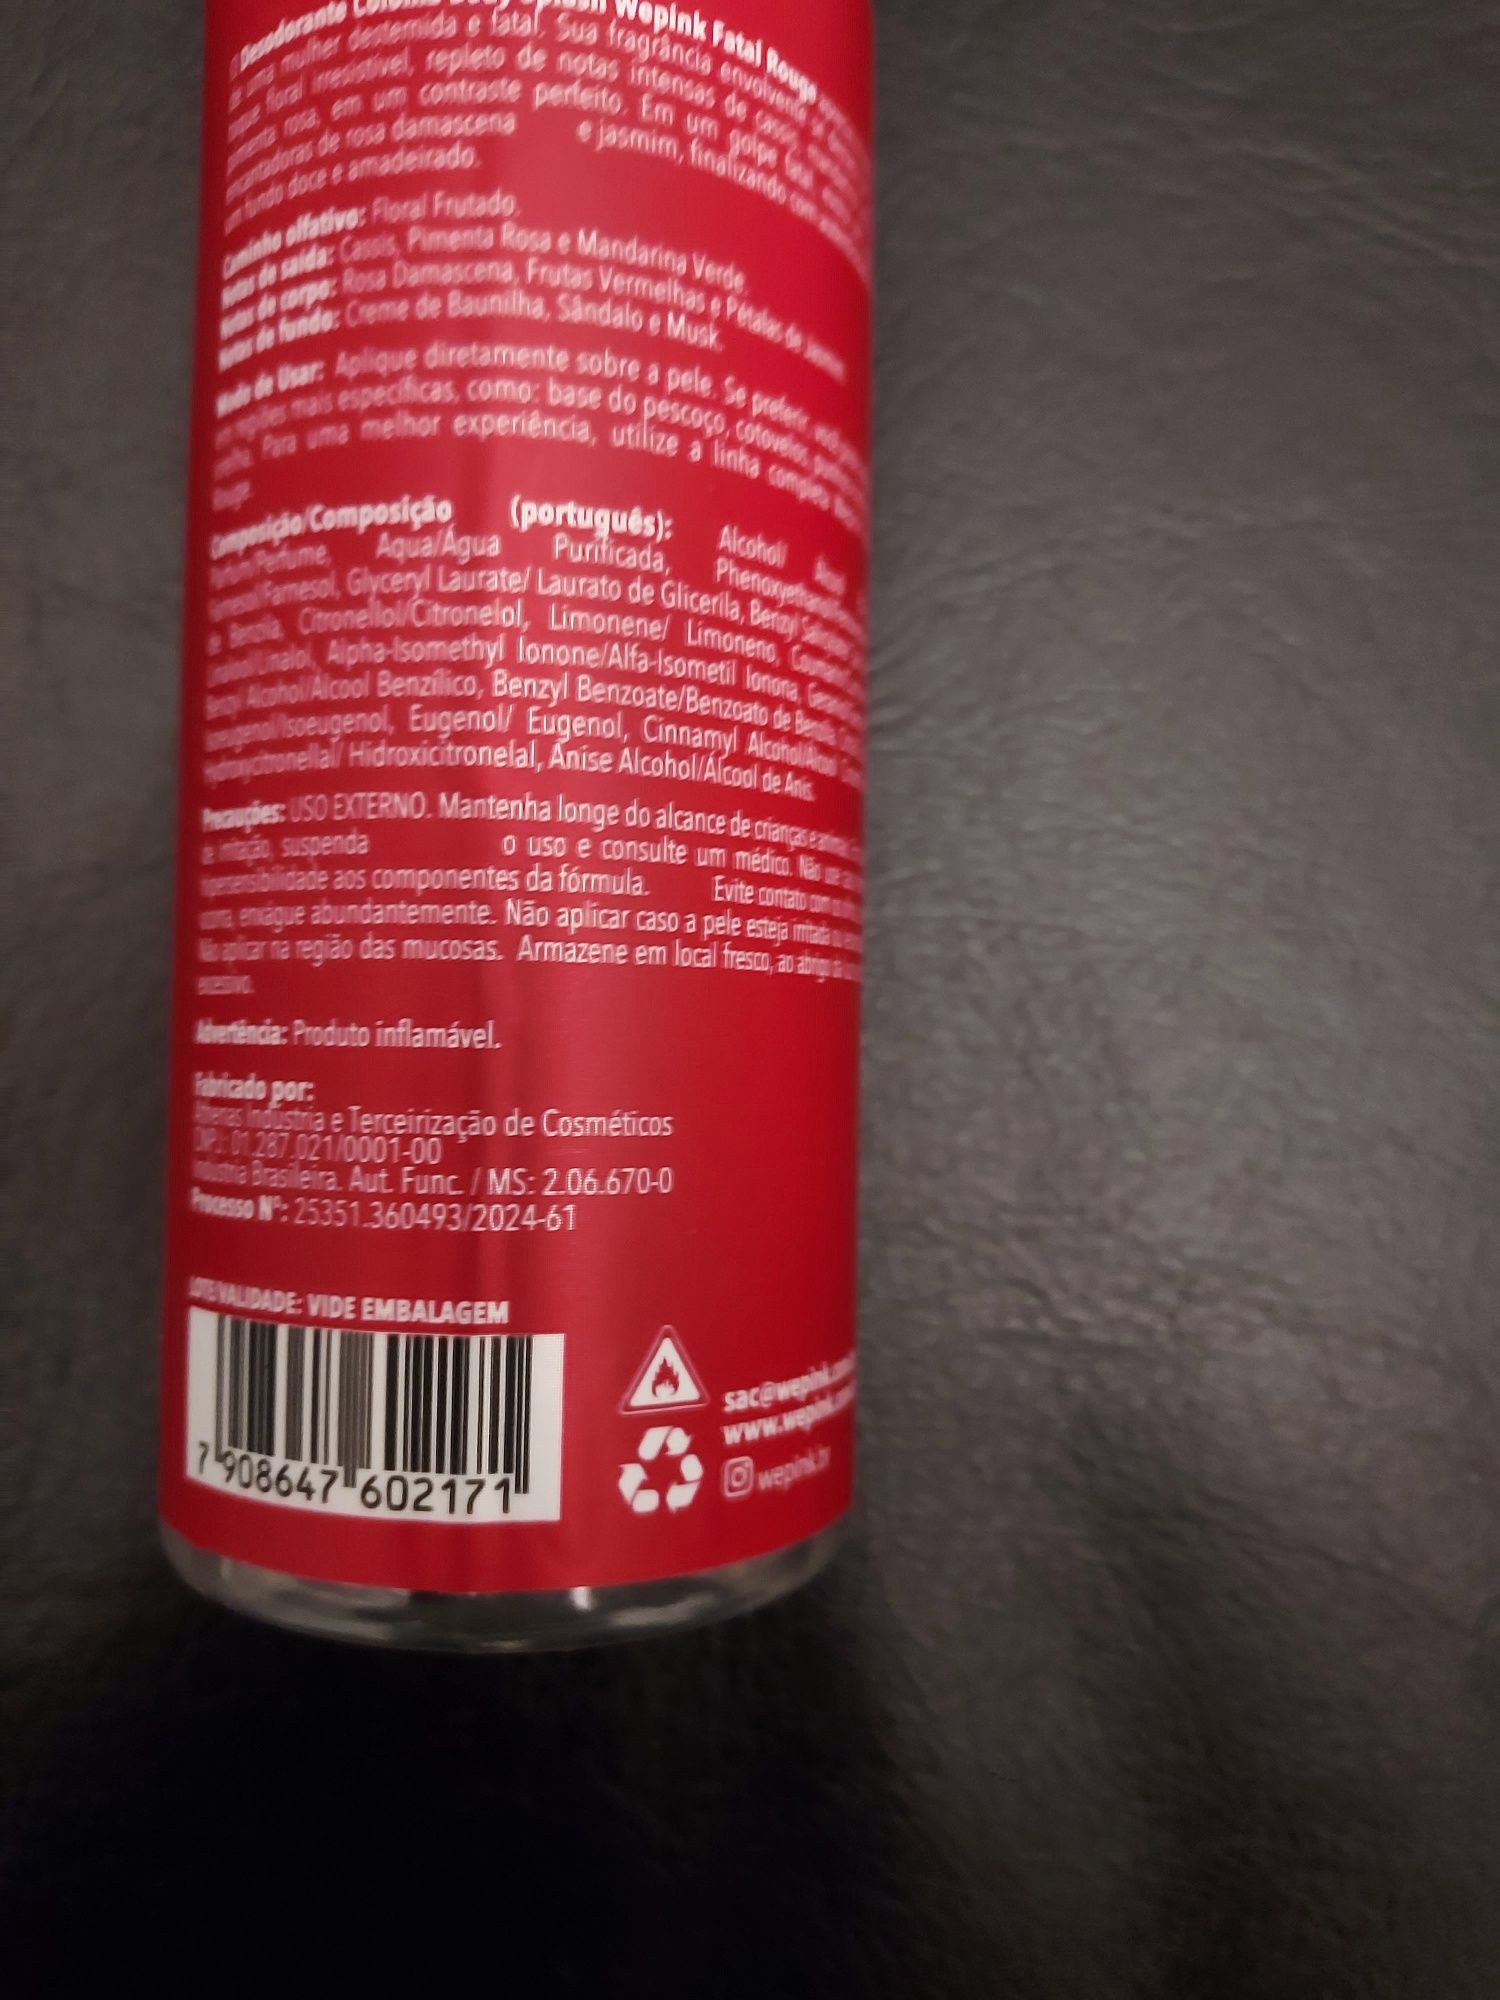 Desodorante Colônia Body Splash Wepink Fatal Rouge
de uma mulher destemida e fatal. Sua fragrância envolvente
floral irresistível, repleto de notas intensas de cassis
pimenta rosa, em um contraste perfeito. Em um golpe fatal,
encantadoras de rosa damascena e jasmim, finalizando com
um fundo doce e amadeirado.
Caminho olfativo: Floral Frutado.
Notas de saída: Cassis, Pimenta Rosa e Mandarina Verde.
Notas de corpo: Rosa Damascena, Frutas Vermelhas e Pétalas de Jasmim
Notas de fundo: Creme de Baunilha, Sândalo e Musk.
Modo de Usar: Aplique diretamente sobre a pele. Se preferir,
em regiões mais específicas, como: base do pescoço, cotovelos,
Para uma melhor experiência, utilize a linha completa
Rouge.
Composição/Composição (português): Alcohol/
Parfum/Perfume, Aqua/Água Purificada,
Farnesol/Farnesol, Glyceryl Laurate/ Laurato de Glicerila, Benzyl
de Benzila, Citronellol/Citronelol, Limonene/ Limoneno,
Linalool/Linalol, Alpha-Isomethyl Ionone/Alfa-Isometil Ionona,
Benzyl Alcohol/Álcool Benzílico, Benzyl Benzoate/Benzoato de Benzila,
Isoeugenol/Isoeugenol, Eugenol/ Eugenol, Cinnamyl Alcohol/Álcool
Hydroxycitronellal/ Hidroxicitronelal, Anise Alcohol/Álcool de Anis.
Precauções: USO EXTERNO. Mantenha longe do alcance de crianças e
de irritação, suspenda o uso e consulte um médico. Não
hipersensibilidade aos componentes da fórmula. Evite contato com
enxágue abundantemente. Não aplicar caso a pele esteja irritada
Não aplicar na região das mucosas. Armazene em local fresco, ao abrigo
excessivo.
Advertência: Produto inflamável.
Fabricado por:
Athenas Indústria e Terceirização de Cosméticos
CNPJ: 01.287.021/0001-00
Indústria Brasileira. Aut. Func. / MS: 2.06.670-0
Processo Nº: 25351.360493/2024-61
LOTE/VALIDADE: VIDE EMBALAGEM
7 908647 602171
sac@wepink.com
www.wepink.com
wepink.br